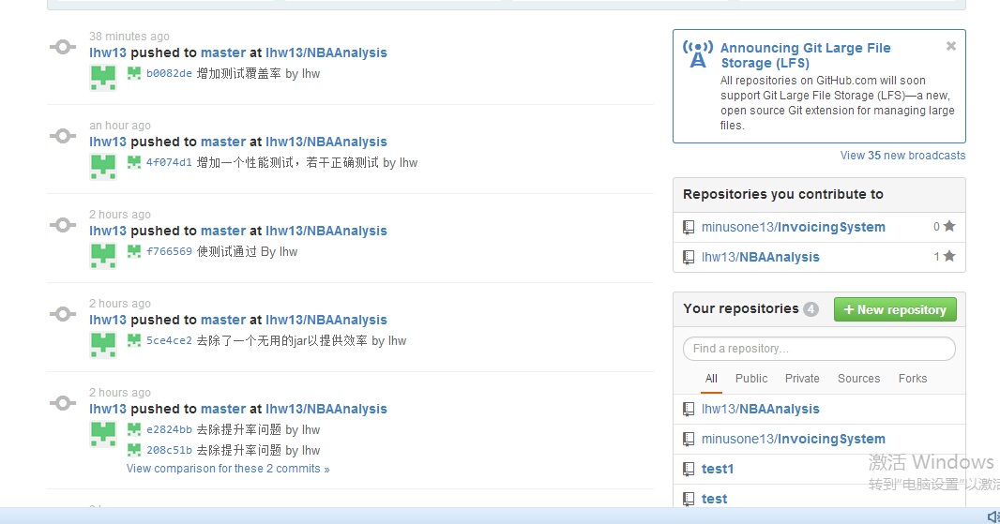 38 minutes ago
lhw13 pushed to master at lhw13/NBAAnalysis
b0082de 增加测试覆盖率 by lhw
an hour ago
lhw13 pushed to master at lhw13/NBAAnalysis
4f074d1 增加一个性能测试，若干正确测试 by lhw
2 hours ago
lhw13 pushed to master at lhw13/NBAAnalysis
f766569 使测试通过 By lhw
2 hours ago
lhw13 pushed to master at lhw13/NBAAnalysis
5ce4ce2 去除了一个无用的jar以提供效率 by lhw
2 hours ago
lhw13 pushed to master at lhw13/NBAAnalysis
e2824bb 去除提升率问题 by lhw
208c51b 去除提升率问题 by lhw
View comparison for these 2 commits »
Announcing Git Large File
Storage (LFS)
All repositories on GitHub.com will soon
support Git Large File Storage (LFS)—a new,
open source Git extension for managing large
files.
View 35 new broadcasts
Repositories you contribute to
minusone13/InvoicingSystem 0
lhw13/NBAAnalysis 1
Your repositories 4
+ New repository
Find a repository...
All Public Private Sources Forks
lhw13/NBAAnalysis
minusone13/InvoicingSystem
test1
test
激活 Windows
转到"电脑设置"以激活